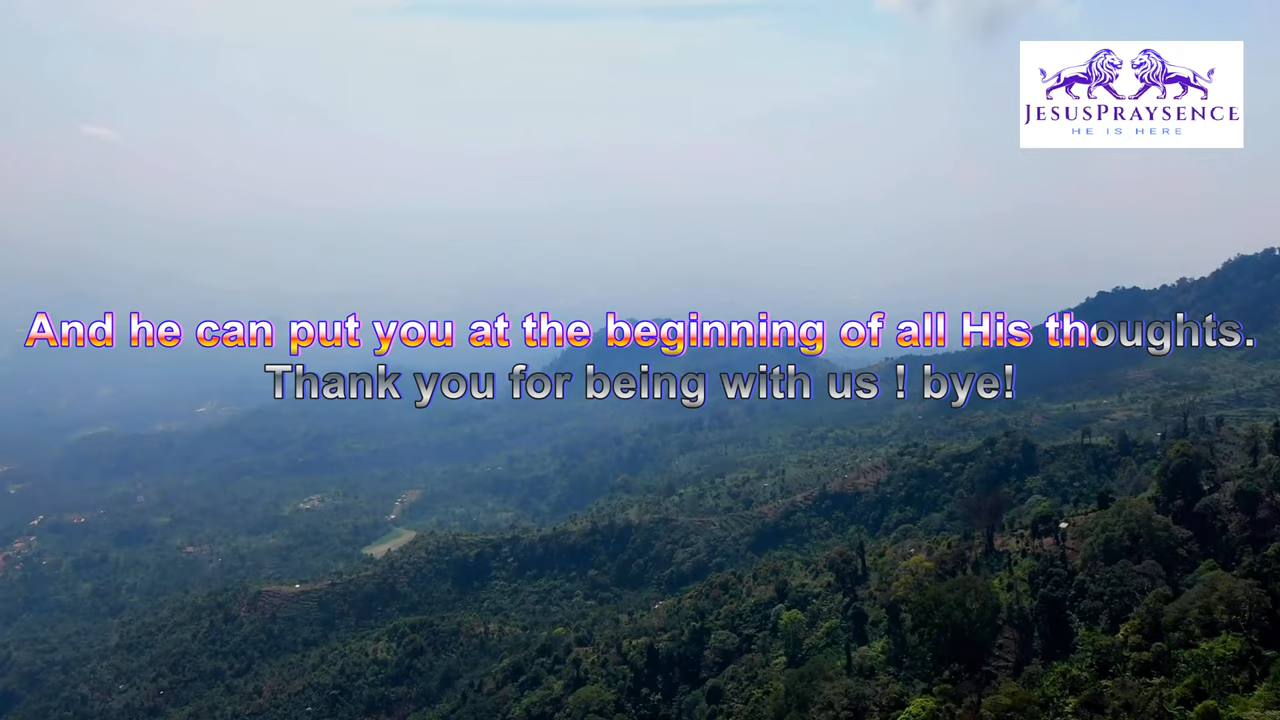 JESUSPRAYSENCE
HE IS HERE
And he can put you at the beginning of all His thoughts.
Thank you for being with us ! bye!